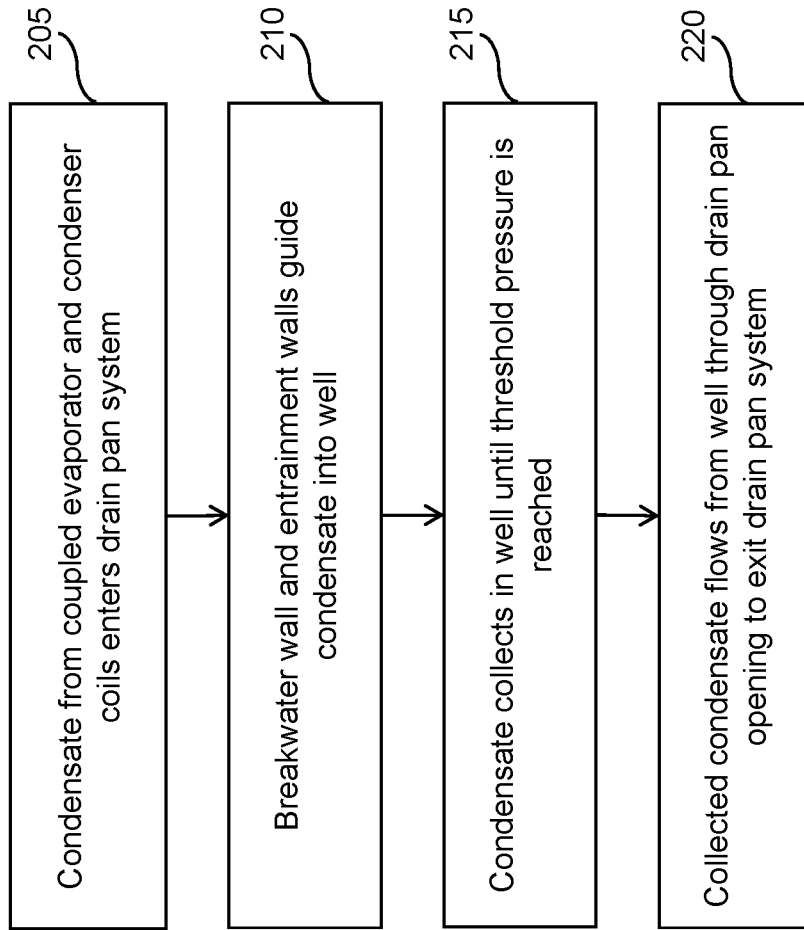 205
Condensate from coupled evaporator and condenser
coils enters drain pan system
210
Breakwater wall and entrainment walls guide
condensate into well
215
Condensate collects in well until threshold pressure is
reached
220
Collected condensate flows from well through drain pan
opening to exit drain pan system